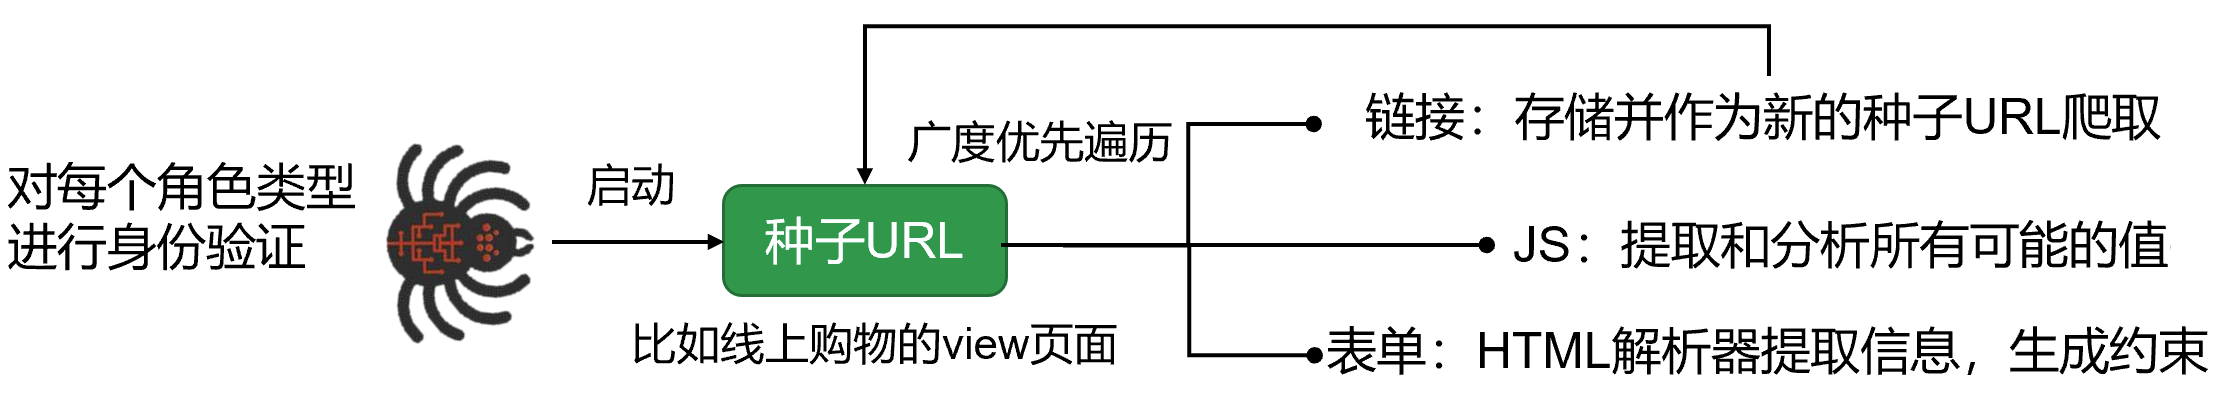 对每个角色类型
进行身份验证
启动
种子URL
比如线上购物的view页面
广度优先遍历
链接：存储并作为新的种子URL爬取
JS：提取和分析所有可能的值
表单：HTML解析器提取信息，生成约束